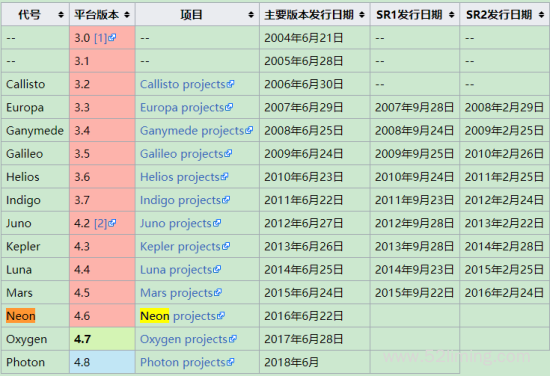 代号 平台版本 项目 主要版本发行日期 SR1发行日期 SR2发行日期
-- 3.0 [1] -- 2004年6月21日 -- --
-- 3.1 -- 2005年6月28日 -- --
Callisto 3.2 Callisto projects 2006年6月30日 -- --
Europa 3.3 Europa projects 2007年6月29日 2007年9月28日 2008年2月29日
Ganymede 3.4 Ganymede projects 2008年6月25日 2008年9月24日 2009年2月25日
Galileo 3.5 Galileo projects 2009年6月24日 2009年9月25日 2010年2月26日
Helios 3.6 Helios projects 2010年6月23日 2010年9月24日 2011年2月25日
Indigo 3.7 Indigo projects 2011年6月22日 2011年9月23日 2012年2月24日
Juno 4.2 [2] Juno projects 2012年6月27日 2012年9月28日 2013年2月22日
Kepler 4.3 Kepler projects 2013年6月26日 2013年9月28日 2014年2月28日
Luna 4.4 Luna projects 2014年6月25日 2014年9月23日 2015年2月25日
Mars 4.5 Mars projects 2015年6月24日 2015年9月22日 2016年2月24日
Neon 4.6 Neon projects 2016年6月22日
Oxygen 4.7 Oxygen projects 2017年6月28日
Photon 4.8 Photon projects 2018年6月